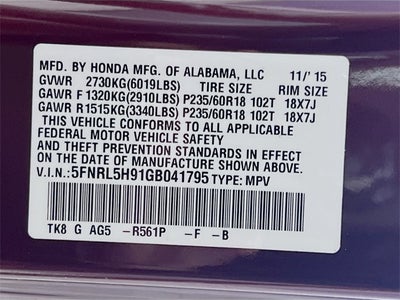 MFD. BY HONDA MFG. OF ALABAMA, LLC 11/'15
GVWR 2730KG(6019LBS) TIRE SIZE RIM SIZE
GAWR F 1320KG(2910LBS) P235/60R18 102T 18X7J
GAWR R1515KG(3340LBS) P235/60R18 102T 18X7J
THIS VEHICLE CONFORMS TO ALL APPLICABLE
FEDERAL MOTOR VEHICLE SAFETY
AND THEFT PREVENTION STANDARDS IN EFFECT
ON THE DATE OF MANUFACTURE SHOWN ABOVE.
V.I.N.:5FNRL5H91GB041795 TYPE: MPV
TK8 G AG5 -R561P -F -B